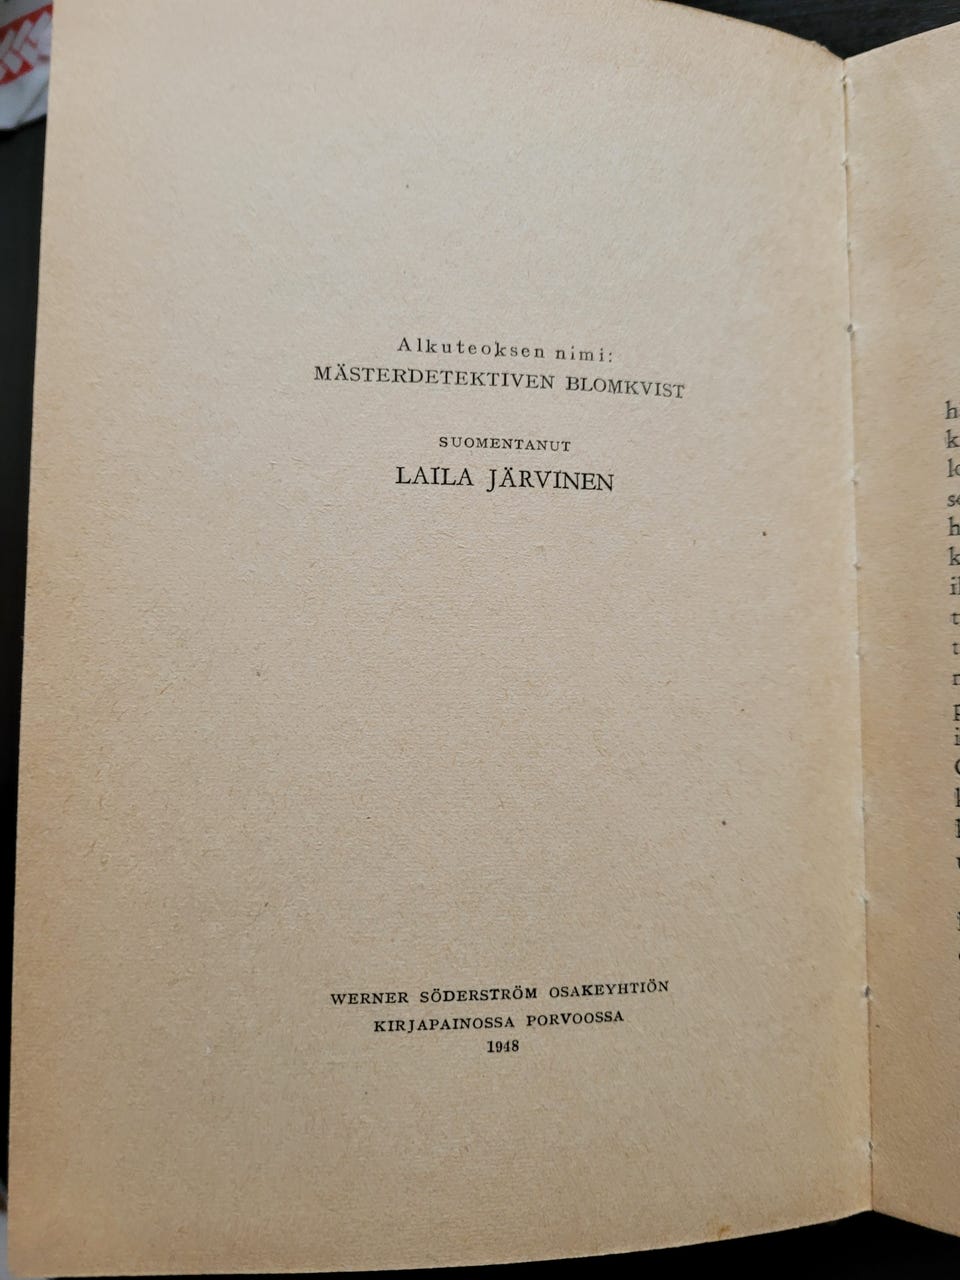 Alkuteoksen nimi:
MÄSTERDETEKTIVEN BLOMKVIST
SUOMENTANUT
LAILA JÄRVINEN
WERNER SÖDERSTRÖM OSAKEYHTIÖN
KIRJAPAINOSSA PORVOOSSA
1948